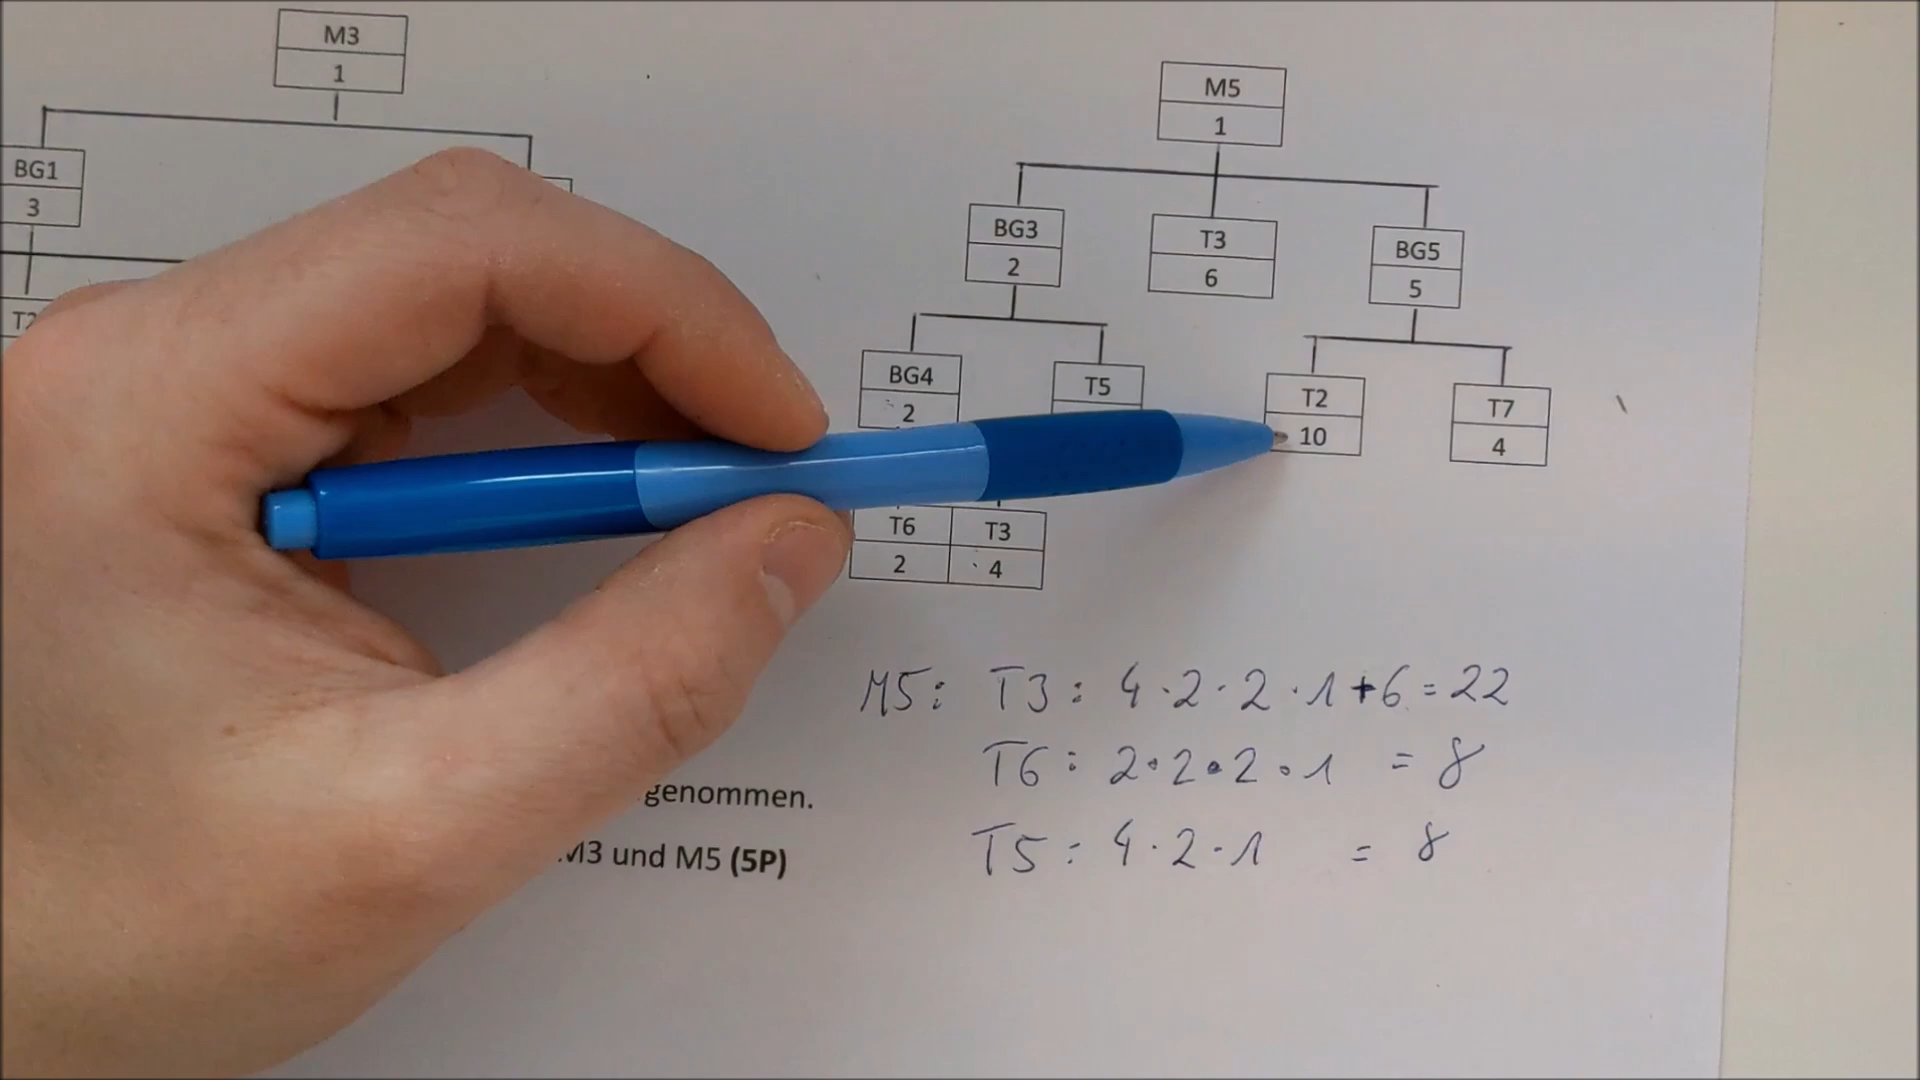 M3
1
BG1
3
T2
M5
1
BG3
2
T3
6
BG5
5
BG4
2
T5
T2
10
T7
4
T6 T3
2 4
genommen.
M3 und M5 (5P)
M5: T3: 4·2·2·1+6=22
T6: 2·2·2·1 = 8
T5: 4·2·1 = 8